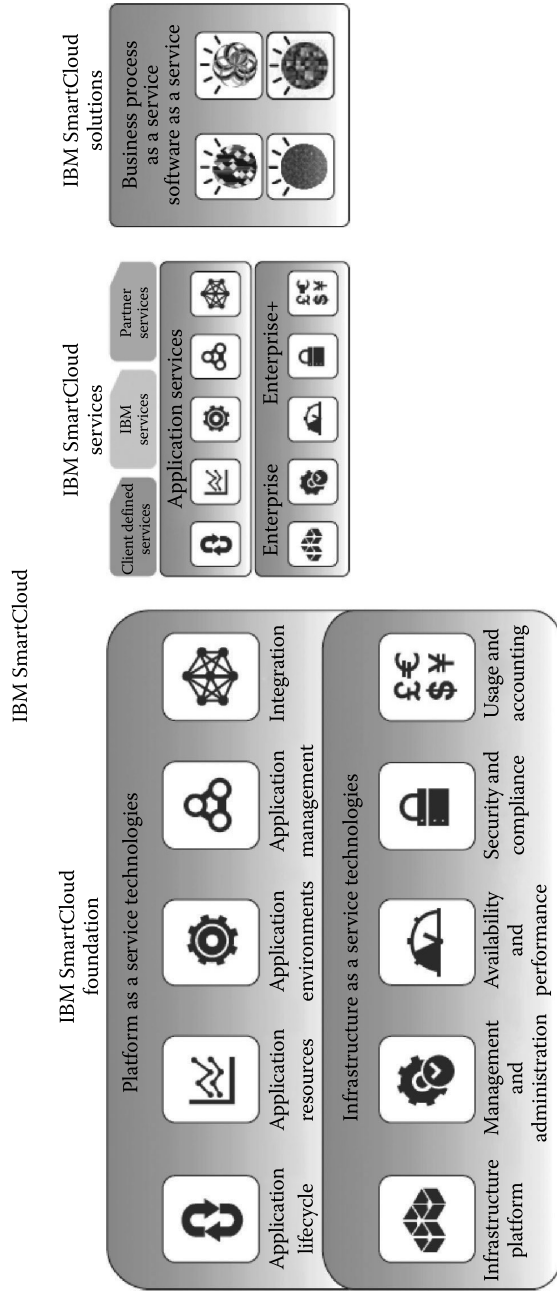 IBM SmartCloud
IBM SmartCloud
foundation
Platform as a service technologies
Application
lifecycle
Application
resources
Application
environments
Application
management
Integration
Infrastructure as a service technologies
Infrastructure
platform
Management
and
administration
Availability
and
performance
Security and
compliance
£ €
$ ¥
Usage and
accounting
IBM SmartCloud
services
Client defined
services
IBM
services
Partner
services
Application services
Enterprise
Enterprise+
£ €
$ ¥
IBM SmartCloud
solutions
Business process
as a service
software as a service